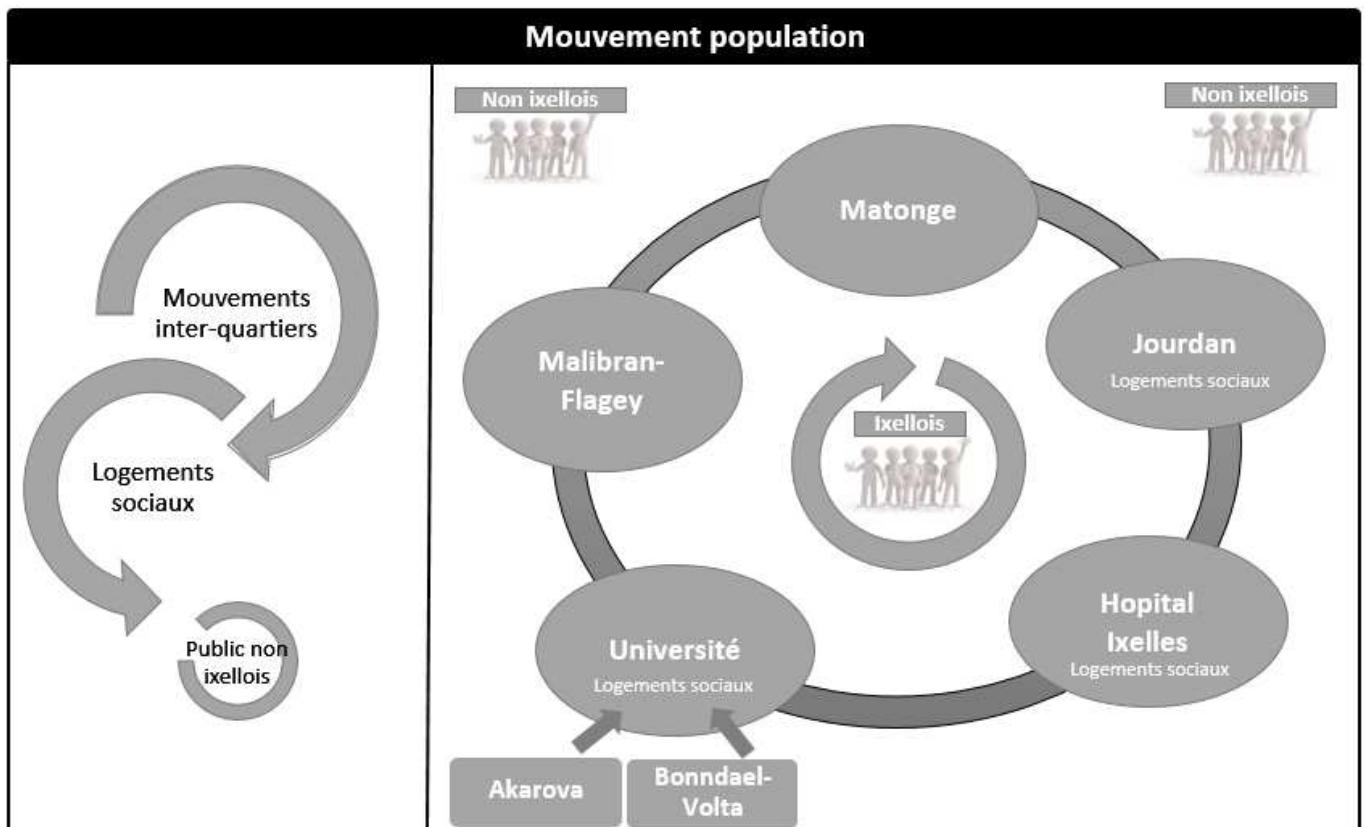 Mouvement population
Mouvements
inter-quartiers
Logements
sociaux
Public non
ixellois
Non ixellois
Non ixellois
Matonge
Jourdan
Logements sociaux
Malibran-
Flagey
Ixellois
Hopital
Ixelles
Logements sociaux
Université
Logements sociaux
Akarova
Bonndael-
Volta